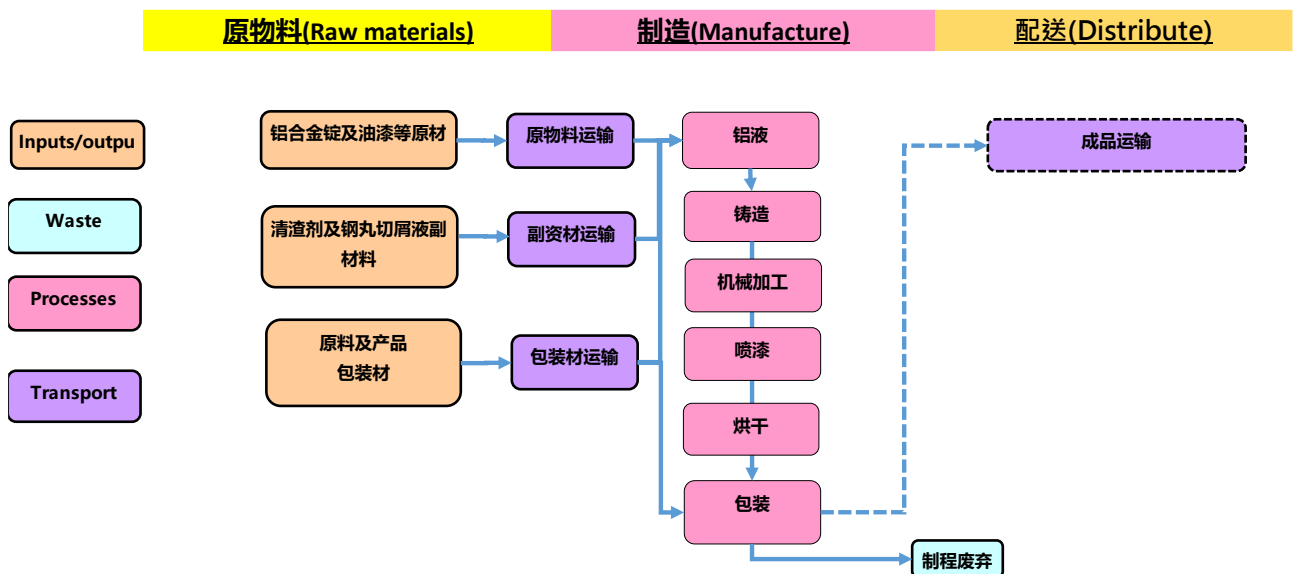 原物料(Raw materials)
制造(Manufacture)
配送(Distribute)
Inputs/outpu
Waste
Processes
Transport
铝合金锭及油漆等原材
原物料运输
清渣剂及钢丸切屑液副
材料
副资材运输
原料及产品
包装材
包装材运输
铝液
铸造
机械加工
喷漆
烘干
包装
成品运输
制程废弃